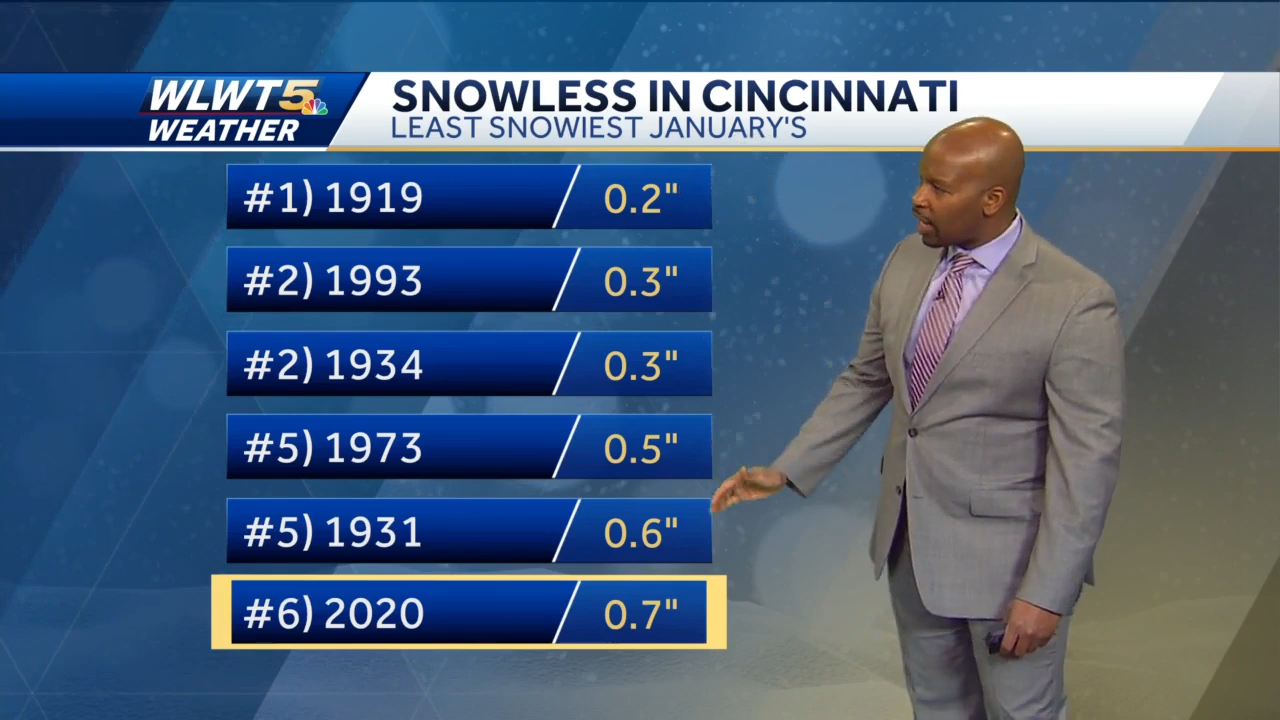 WLWT5
WEATHER
SNOWLESS IN CINCINNATI
LEAST SNOWIEST JANUARY'S
#1) 1919 0.2"
#2) 1993 0.3"
#2) 1934 0.3"
#5) 1973 0.5"
#5) 1931 0.6"
#6) 2020 0.7"